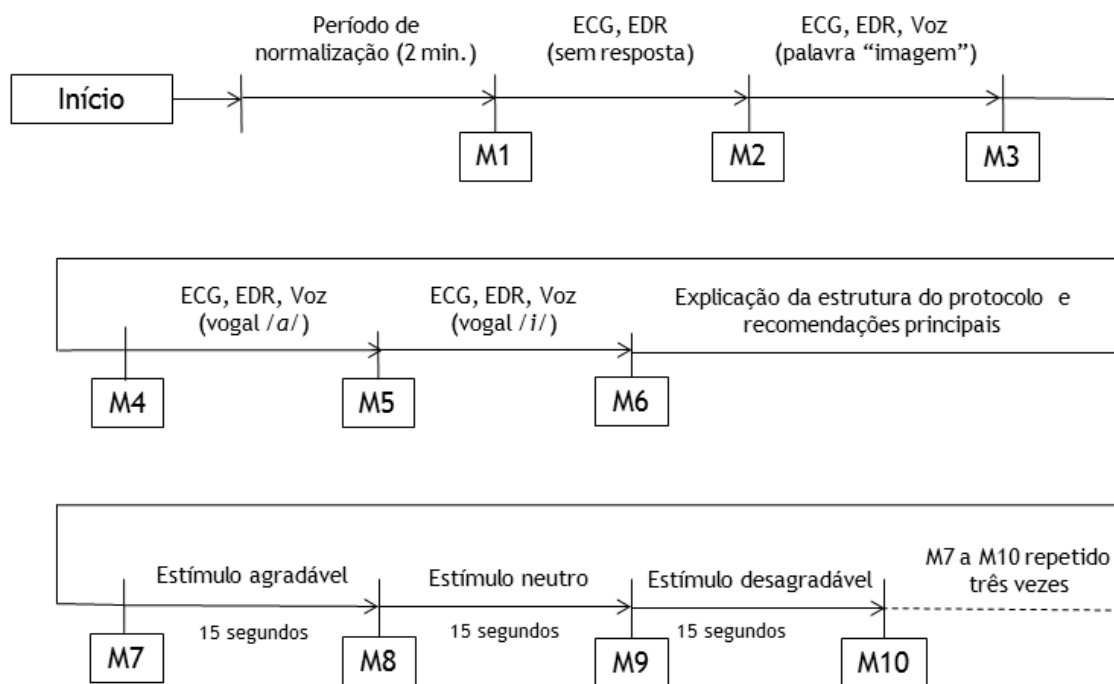 Período de
normalização (2 min.)
ECG, EDR
(sem resposta)
ECG, EDR, Voz
(palavra “imagem”)
Início
M1
M2
M3
ECG, EDR, Voz
(vogal /a/)
ECG, EDR, Voz
(vogal /i/)
Explicação da estrutura do protocolo e
recomendações principais
M4
M5
M6
Estímulo agradável
15 segundos
Estímulo neutro
15 segundos
Estímulo desagradável
15 segundos
M7 a M10 repetido
três vezes
M7
M8
M9
M10